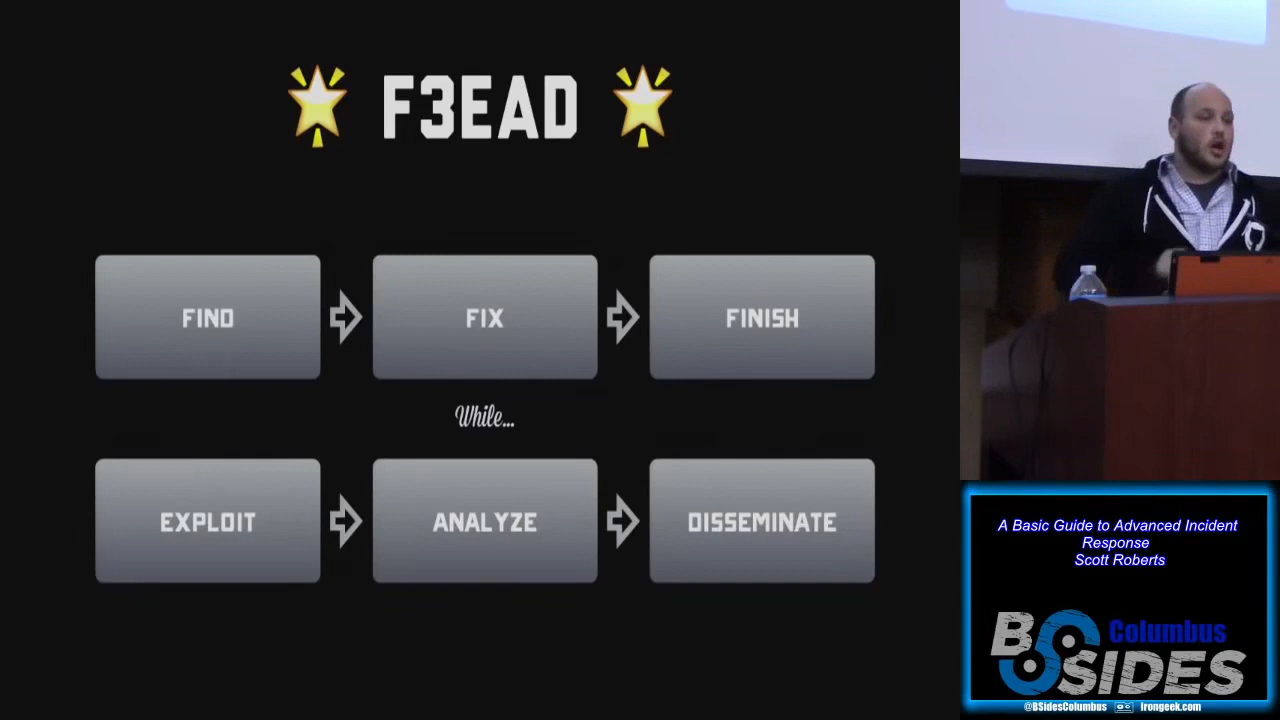 F3EAD
FIND
FIX
FINISH
While...
EXPLOIT
ANALYZE
DISSEMINATE
A Basic Guide to Advanced Incident
Response
Scott Roberts
BSIDES
Columbus
@BSidesColumbus
Irongeek.com